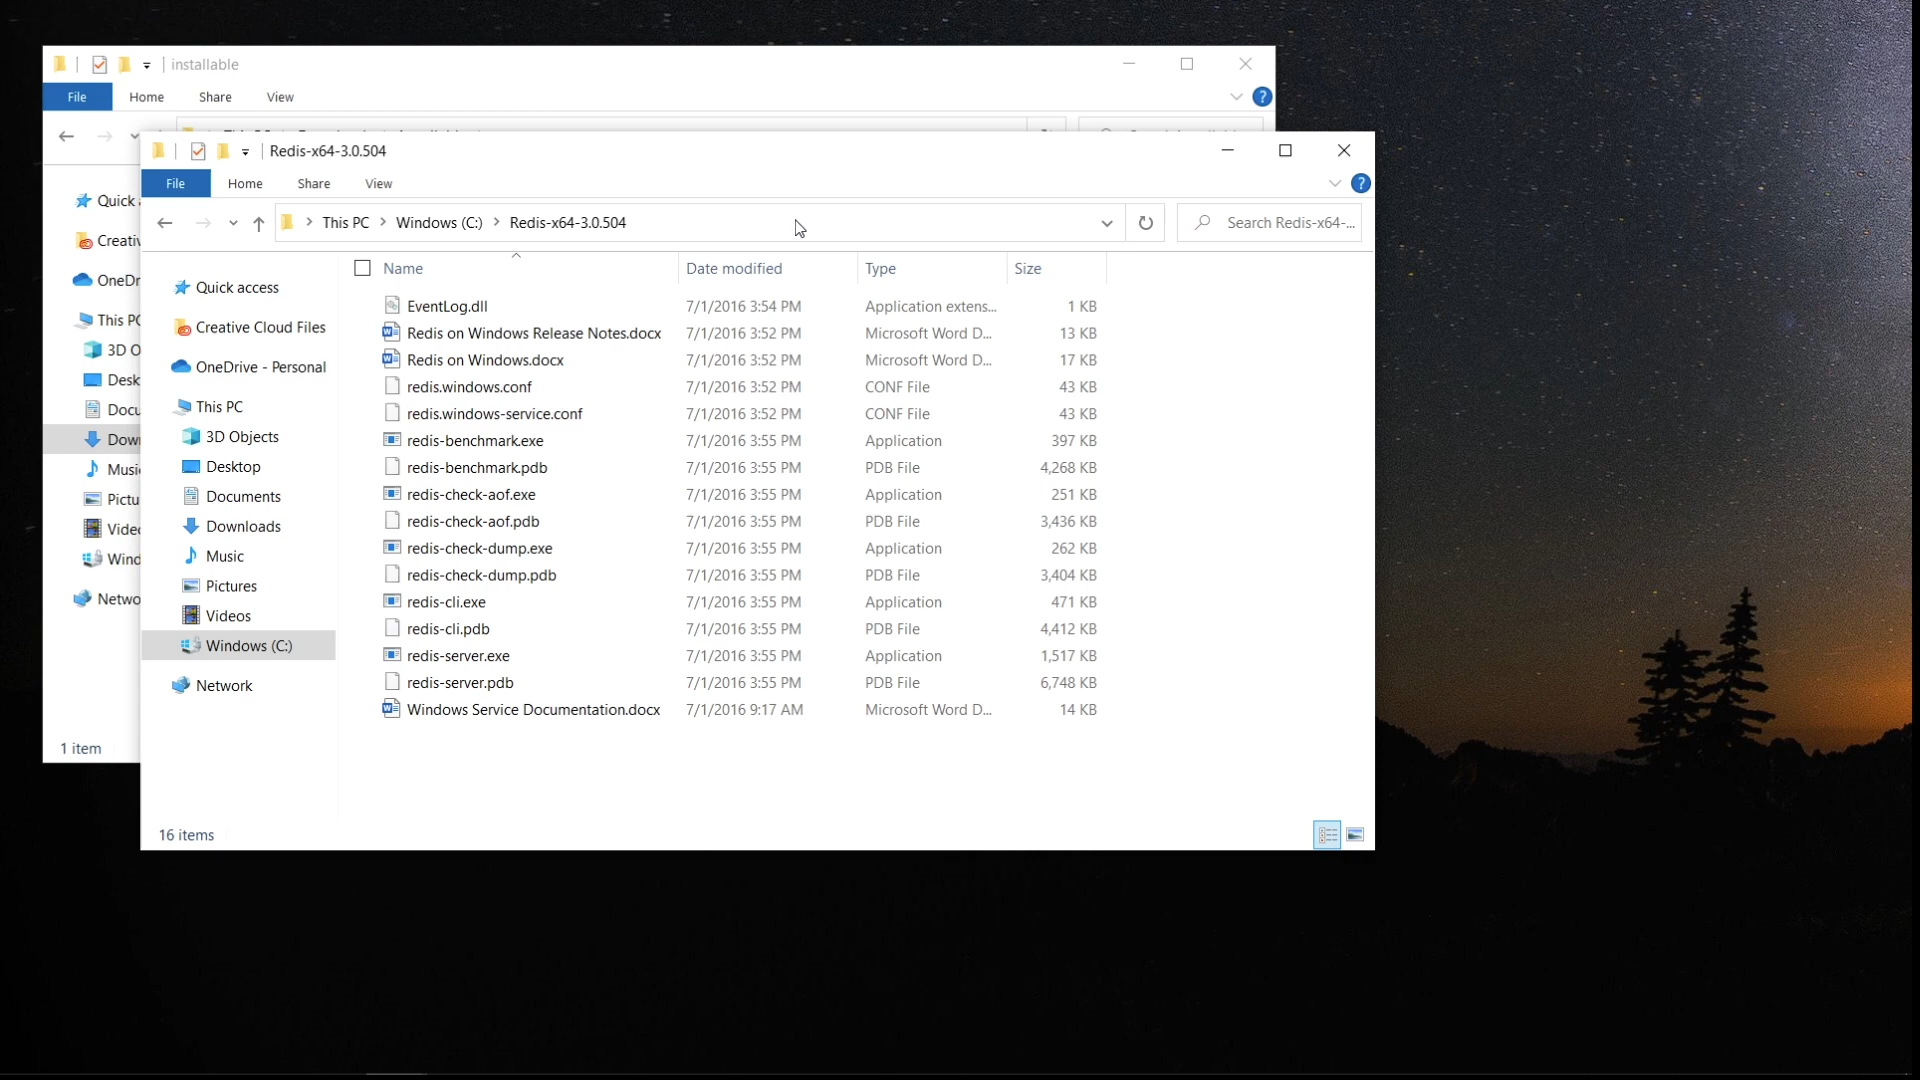 installable
File Home Share View
Redis-x64-3.0.504
File Home Share View
This PC Windows (C:) Redis-x64-3.0.504 Search Redis-x64-...
Quick
Creativ
OneDr
This PC
3D O
Desk
Docu
Down
Music
Pictu
Video
Wind
Netwo
1 item
Quick access
Creative Cloud Files
OneDrive - Personal
This PC
3D Objects
Desktop
Documents
Downloads
Music
Pictures
Videos
Windows (C:)
Network
Name Date modified Type Size
EventLog.dll 7/1/2016 3:54 PM Application extens... 1 KB
Redis on Windows Release Notes.docx 7/1/2016 3:52 PM Microsoft Word D... 13 KB
Redis on Windows.docx 7/1/2016 3:52 PM Microsoft Word D... 17 KB
redis.windows.conf 7/1/2016 3:52 PM CONF File 43 KB
redis.windows-service.conf 7/1/2016 3:52 PM CONF File 43 KB
redis-benchmark.exe 7/1/2016 3:55 PM Application 397 KB
redis-benchmark.pdb 7/1/2016 3:55 PM PDB File 4,268 KB
redis-check-aof.exe 7/1/2016 3:55 PM Application 251 KB
redis-check-aof.pdb 7/1/2016 3:55 PM PDB File 3,436 KB
redis-check-dump.exe 7/1/2016 3:55 PM Application 262 KB
redis-check-dump.pdb 7/1/2016 3:55 PM PDB File 3,404 KB
redis-cli.exe 7/1/2016 3:55 PM Application 471 KB
redis-cli.pdb 7/1/2016 3:55 PM PDB File 4,412 KB
redis-server.exe 7/1/2016 3:55 PM Application 1,517 KB
redis-server.pdb 7/1/2016 3:55 PM PDB File 6,748 KB
Windows Service Documentation.docx 7/1/2016 9:17 AM Microsoft Word D... 14 KB
16 items